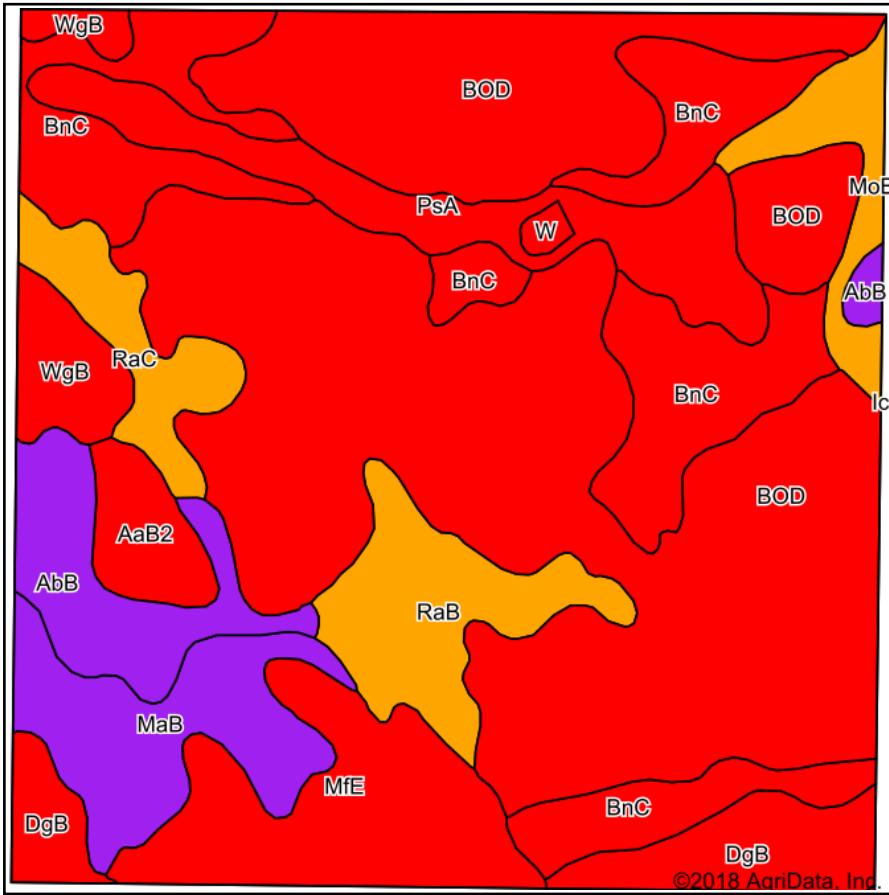 WgB
BOD
BnC
BnC
MoB
PsA
BOD
W
BnC
AbB
RaC
WgB
BnC
Ic
BOD
AaB2
AbB
RaB
MaB
MfE
BnC
DgB
DgB
©2018 AgriData, Inc.